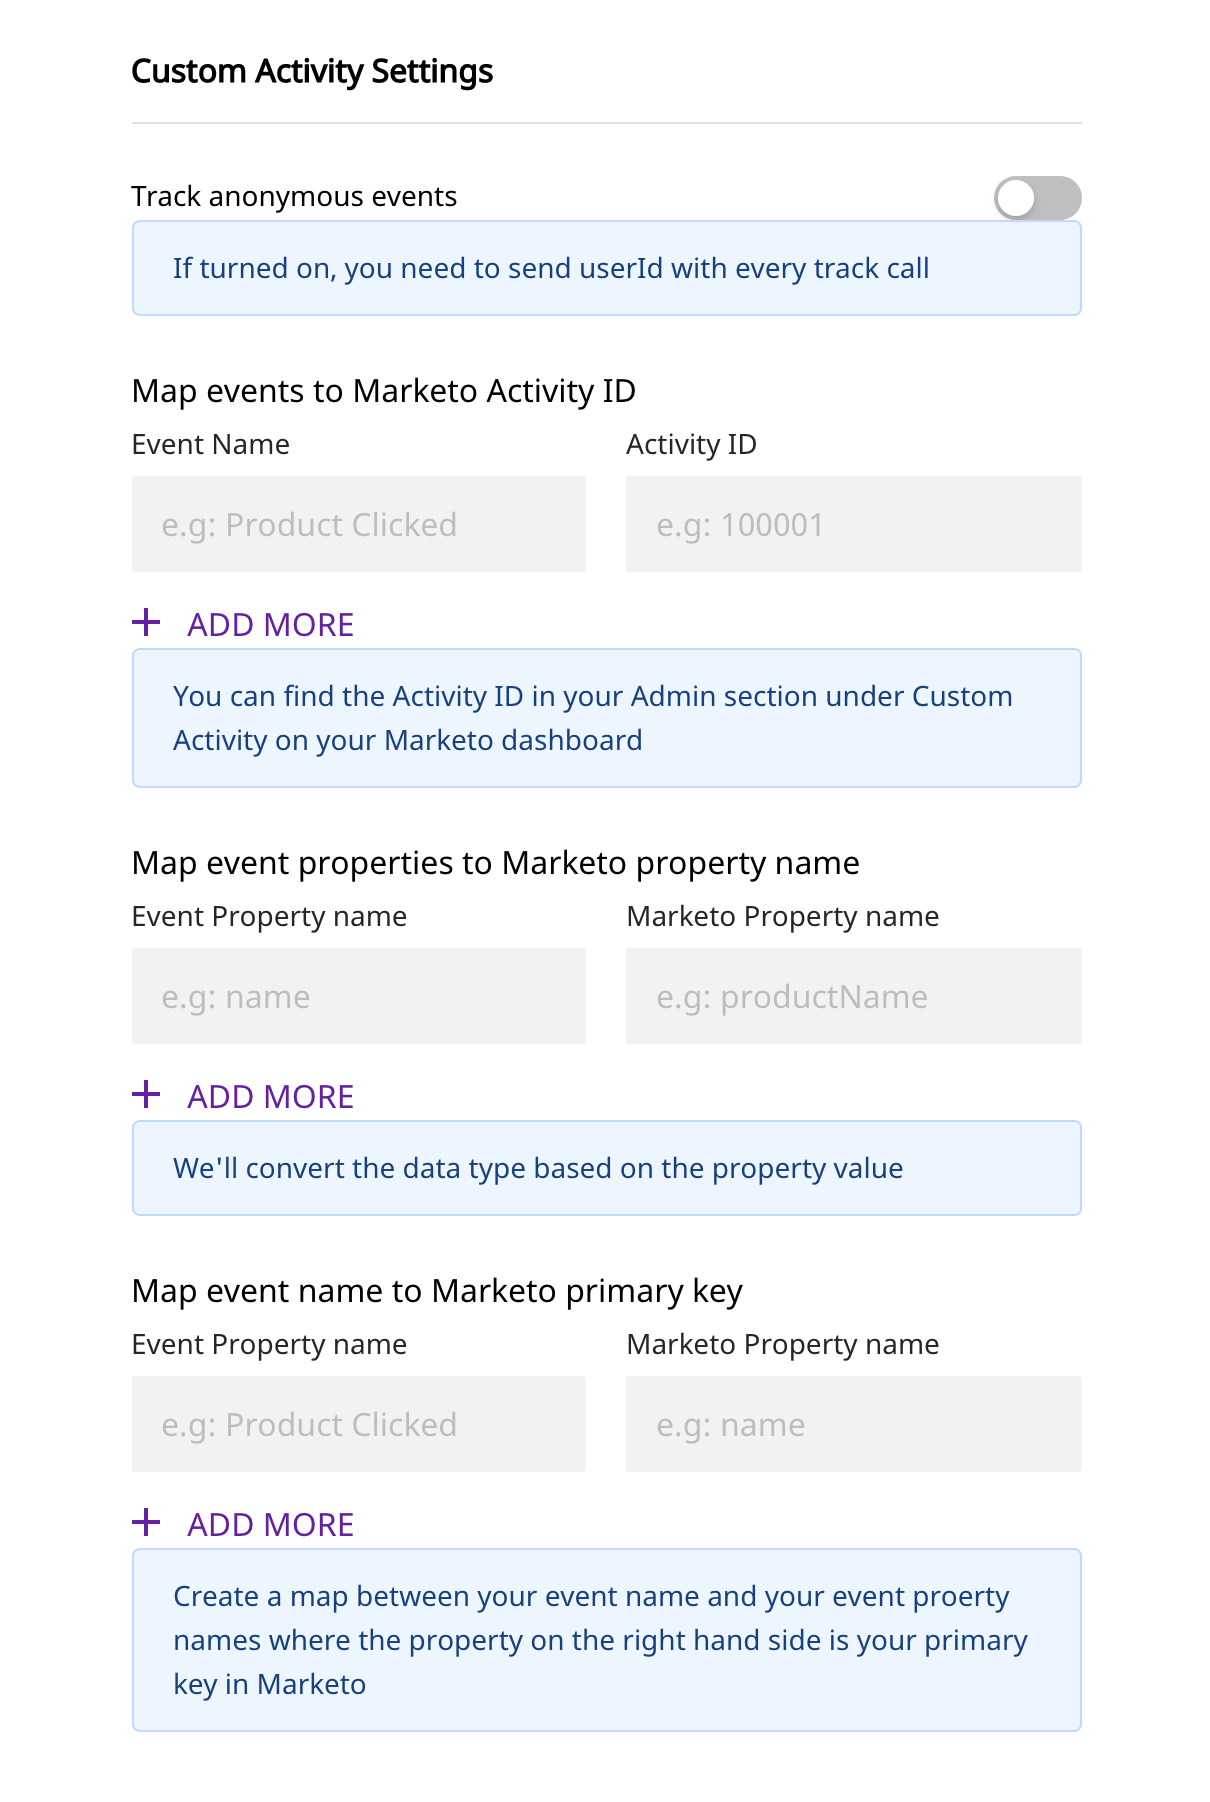 Custom Activity Settings
Track anonymous events
If turned on, you need to send userId with every track call
Map events to Marketo Activity ID
Event Name
Activity ID
e.g: Product Clicked
e.g: 100001
+ ADD MORE
You can find the Activity ID in your Admin section under Custom
Activity on your Marketo dashboard
Map event properties to Marketo property name
Event Property name
Marketo Property name
e.g: name
e.g: productName
+ ADD MORE
We'll convert the data type based on the property value
Map event name to Marketo primary key
Event Property name
Marketo Property name
e.g: Product Clicked
e.g: name
+ ADD MORE
Create a map between your event name and your event proerty
names where the property on the right hand side is your primary
key in Marketo